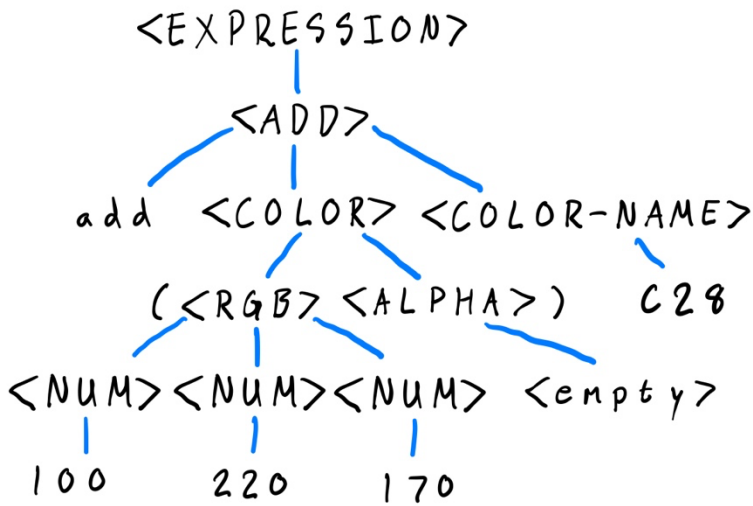 <EXPRESSION>
<ADD>
add <COLOR> <COLOR-NAME>
(<RGB> <ALPHA>) C28
<NUM> <NUM> <NUM> <empty>
100 220 170